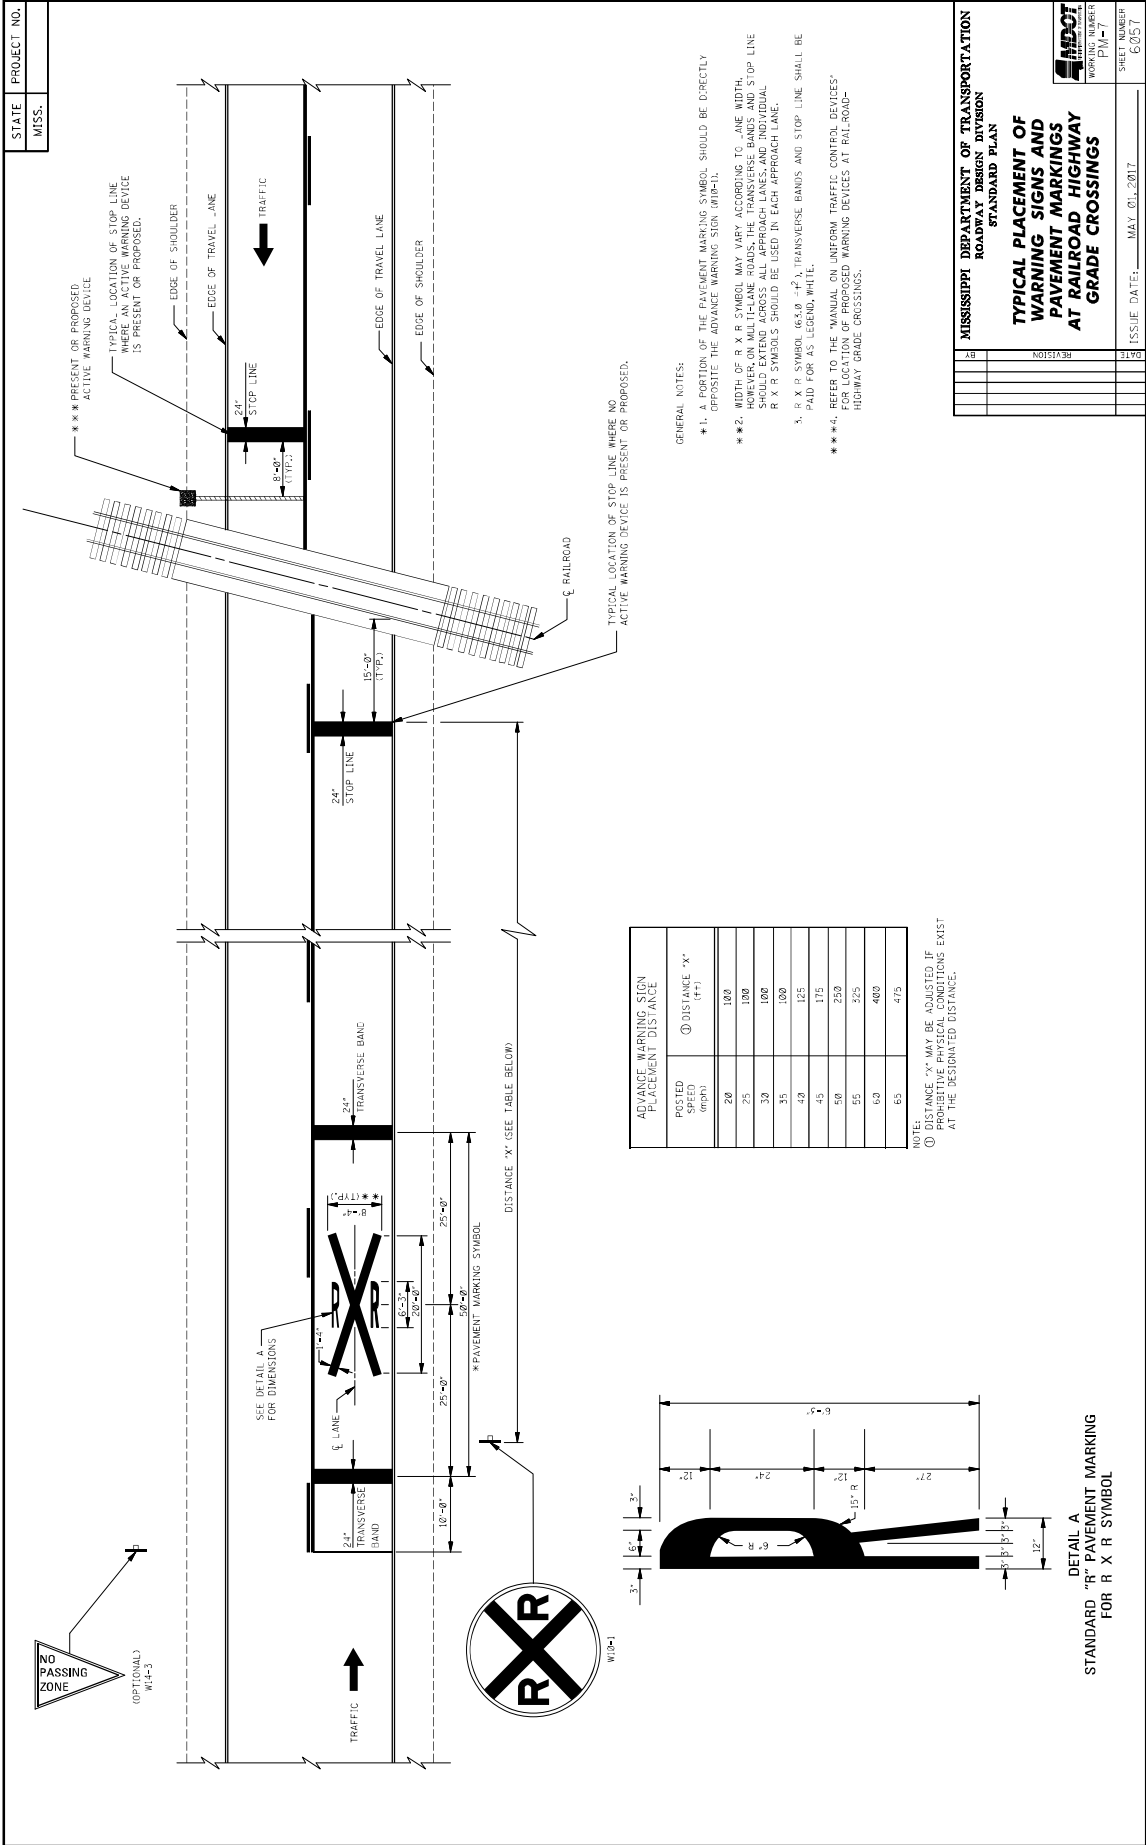 STATE PROJECT NO.
MISS.
NO
PASSING
ZONE
(OPTIONAL)
W14-3
* * * PRESENT OR PROPOSED
ACTIVE WARNING DEVICE
TYPICAL LOCATION OF STOP LINE
WHERE AN ACTIVE WARNING DEVICE
IS PRESENT OR PROPOSED.
EDGE OF SHOULDER
EDGE OF TRAVEL LANE
TRAFFIC
24"
STOP LINE
8'-0"
(TYP.)
EDGE OF TRAVEL LANE
EDGE OF SHOULDER
SEE DETAIL A
FOR DIMENSIONS
1'-4"
℄ LANE
8'-4"
(TYP.) * *
24"
TRANSVERSE BAND
24"
TRANSVERSE
BAND
TRAFFIC
10'-0"
25'-0"
25'-0"
6'-3"
20'-0"
50'-0"
*PAVEMENT MARKING SYMBOL
DISTANCE "X" (SEE TABLE BELOW)
24"
STOP LINE
15'-0"
(TYP.)
℄ RAILROAD
TYPICAL LOCATION OF STOP LINE WHERE NO
ACTIVE WARNING DEVICE IS PRESENT OR PROPOSED.
R R
W10-1
ADVANCE WARNING SIGN
PLACEMENT DISTANCE
POSTED
SPEED
(mph)
① DISTANCE "X"
(ft)
20 100
25 100
30 100
35 100
40 125
45 175
50 250
55 325
60 400
65 475
NOTE:
① DISTANCE "X" MAY BE ADJUSTED IF
PROHIBITIVE PHYSICAL CONDITIONS EXIST
AT THE DESIGNATED DISTANCE.
3" 6" 3"
12"
24"
12"
27"
6'-3"
6" R
15" R
3" 3" 3" 3"
12"
DETAIL A
STANDARD "R" PAVEMENT MARKING
FOR R X R SYMBOL
GENERAL NOTES:
* 1. A PORTION OF THE PAVEMENT MARKING SYMBOL SHOULD BE DIRECTLY
OPPOSITE THE ADVANCE WARNING SIGN (W10-1).
* * 2. WIDTH OF R X R SYMBOL MAY VARY ACCORDING TO LANE WIDTH.
HOWEVER, ON MULTI-LANE ROADS, THE TRANSVERSE BANDS AND STOP LINE
SHOULD EXTEND ACROSS ALL APPROACH LANES, AND INDIVIDUAL
R X R SYMBOLS SHOULD BE USED IN EACH APPROACH LANE.
3. R X R SYMBOL (63.0 ft²), TRANSVERSE BANDS AND STOP LINE SHALL BE
PAID FOR AS LEGEND, WHITE.
* * *4. REFER TO THE "MANUAL ON UNIFORM TRAFFIC CONTROL DEVICES"
FOR LOCATION OF PROPOSED WARNING DEVICES AT RAILROAD-
HIGHWAY GRADE CROSSINGS.
BY
REVISION
DATE
MISSISSIPPI DEPARTMENT OF TRANSPORTATION
ROADWAY DESIGN DIVISION
STANDARD PLAN
TYPICAL PLACEMENT OF
WARNING SIGNS AND
PAVEMENT MARKINGS
AT RAILROAD HIGHWAY
GRADE CROSSINGS
MDOT
WORKING NUMBER
PM-7
SHEET NUMBER
6057
ISSUE DATE: MAY 01, 2017